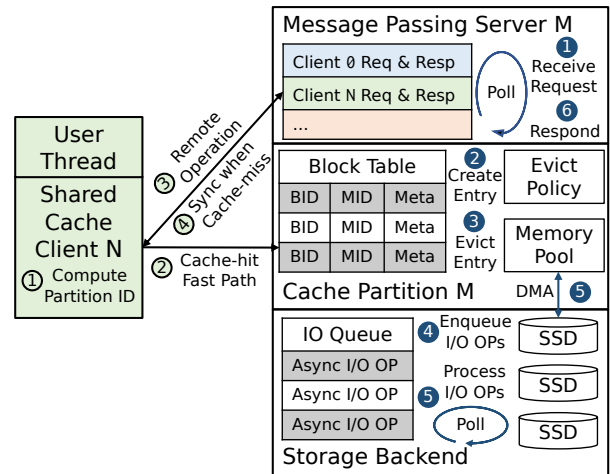 Message Passing Server M
Client 0 Req & Resp
Client N Req & Resp
...
Poll
1
Receive
Request
6
Respond
User
Thread
Shared
Cache
Client N
1 Compute
Partition ID
3 Remote
Operation
4 Sync when
Cache-miss
2 Cache-hit
Fast Path
Block Table
BID MID Meta
BID MID Meta
BID MID Meta
2
Create
Entry
3
Evict
Entry
Evict
Policy
Memory
Pool
Cache Partition M
DMA 5
IO Queue
Async I/O OP
Async I/O OP
Async I/O OP
4 Enqueue
I/O OPs
5 Process
I/O OPs
Poll
SSD
SSD
SSD
Storage Backend